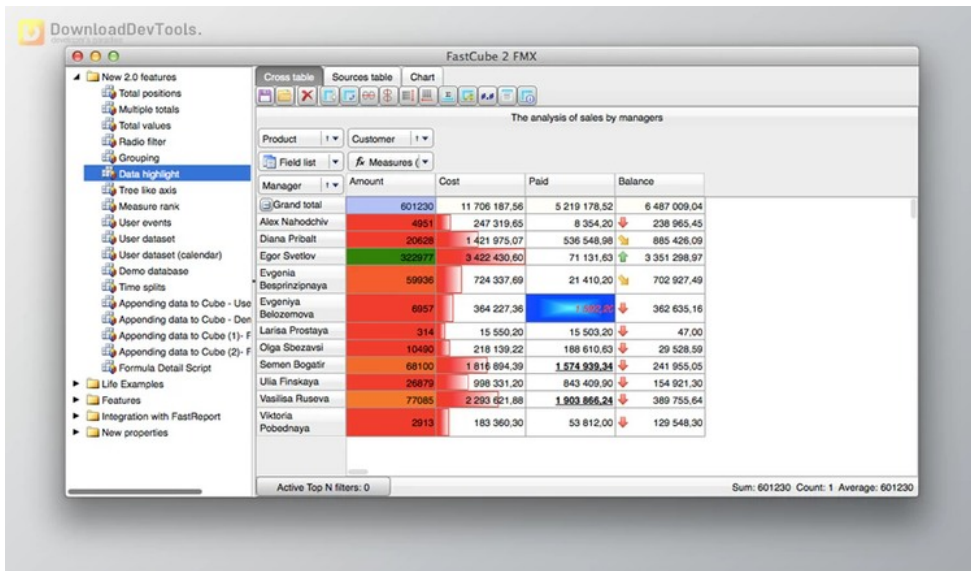 DownloadDevTools.
FastCube 2 FMX
New 2.0 features
Total positions
Multiple totals
Total values
Radio filter
Grouping
Data highlight
Tree like axis
Measure rank
User events
User dataset
User dataset (calendar)
Demo database
Time splits
Appending data to Cube - Use
Appending data to Cube - Den
Appending data to Cube (1)- F
Appending data to Cube (2)- F
Formula Detail Script
Life Examples
Features
Integration with FastReport
New properties
Cross table Sources table Chart
The analysis of sales by managers
Product Customer
Field list fx Measures (
Manager Amount Cost Paid Balance
Grand total 601230 11 706 187,56 5 219 178,52 6 487 009,04
Alex Nahodchiv 4951 247 319,65 8 354,20 238 965,45
Diana Pribalt 20628 1 421 975,07 536 548,98 885 426,09
Egor Svetlov 322977 3 422 430,60 71 131,63 3 351 298,97
Evgenia
Besprinzipnaya 59936 724 337,69 21 410,20 702 927,49
Evgeniya
Belozemova 6957 364 227,36 362 635,16
Larisa Prostaya 314 15 550,20 15 503,20 47,00
Olga Sbezavsi 10490 218 139,22 188 610,63 29 528,59
Semen Bogatir 68100 1 816 894,39 1 574 939,34 241 955,05
Ulia Finskaya 26879 998 331,20 843 409,90 154 921,30
Vasilisa Ruseva 77085 2 293 621,88 1 903 866,24 389 755,64
Viktoria
Pobednaya 2913 183 360,30 53 812,00 129 548,30
Active Top N filters: 0
Sum: 601230 Count: 1 Average: 601230